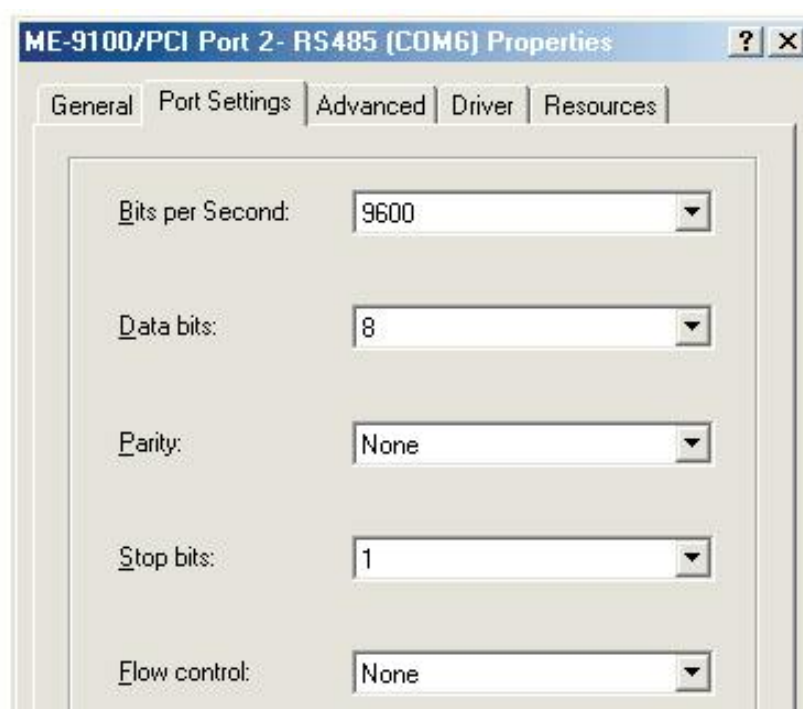 ME-9100/PCI Port 2- RS485 (COM6) Properties ? X
General Port Settings Advanced Driver Resources
Bits per Second: 9600
Data bits: 8
Parity: None
Stop bits: 1
Flow control: None